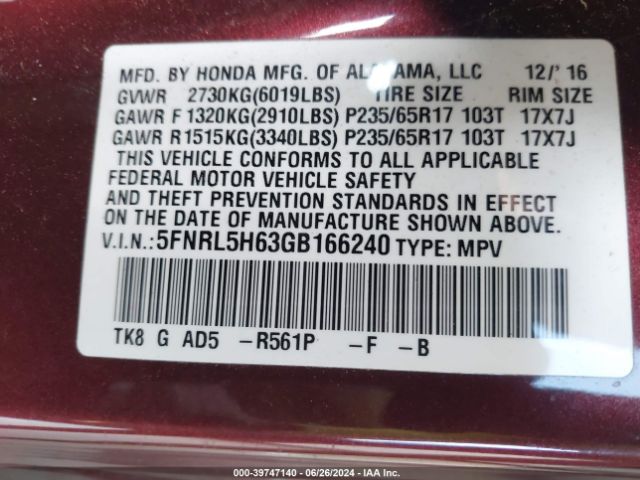 MFD. BY HONDA MFG. OF ALABAMA, LLC 12/' 16
GVWR 2730KG(6019LBS) TIRE SIZE RIM SIZE
GAWR F 1320KG(2910LBS) P235/65R17 103T 17X7J
GAWR R 1515KG(3340LBS) P235/65R17 103T 17X7J
THIS VEHICLE CONFORMS TO ALL APPLICABLE
FEDERAL MOTOR VEHICLE SAFETY
AND THEFT PREVENTION STANDARDS IN EFFECT
ON THE DATE OF MANUFACTURE SHOWN ABOVE.
V.I.N.: 5FNRL5H63GB166240 TYPE: MPV
TK8 G AD5 -R561P -F -B
000-39747140 - 06/26/2024 - IAA Inc.